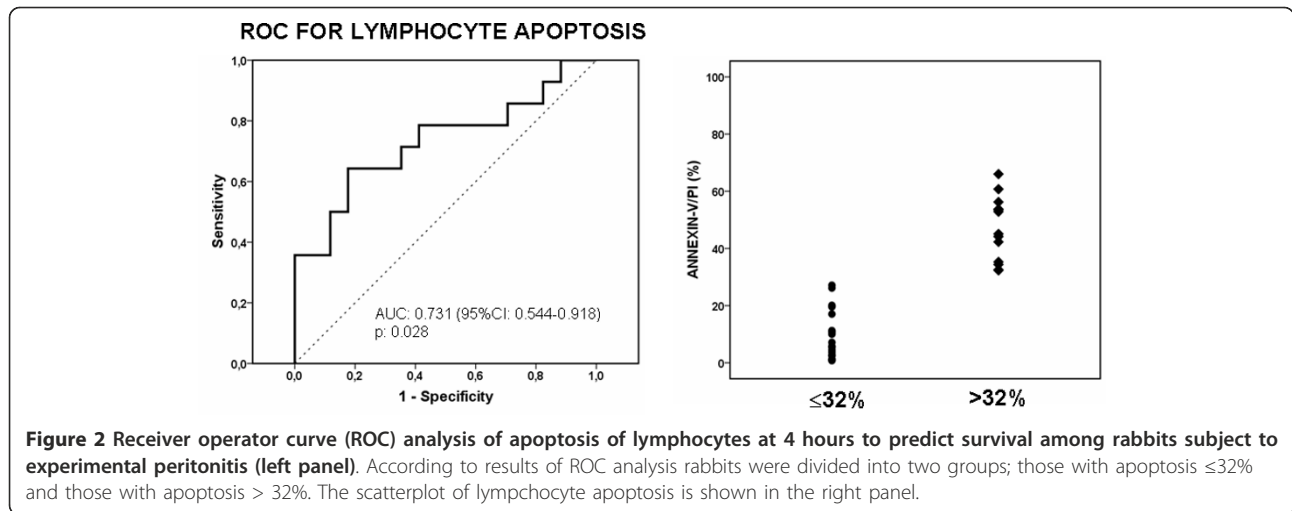 ROC FOR LYMPHOCYTE APOPTOSIS
1,0
0,8
0,6
0,4
0,2
0,0
Sensitivity
AUC: 0.731 (95%CI: 0.544-0.918)
p: 0.028
0,0 0,2 0,4 0,6 0,8 1,0
1 - Specificity
100
80
60
40
20
0
ANNEXIN-V/PI (%)
≤32% >32%
Figure 2 Receiver operator curve (ROC) analysis of apoptosis of lymphocytes at 4 hours to predict survival among rabbits subject to
experimental peritonitis (left panel). According to results of ROC analysis rabbits were divided into two groups; those with apoptosis ≤32%
and those with apoptosis > 32%. The scatterplot of lympchocyte apoptosis is shown in the right panel.